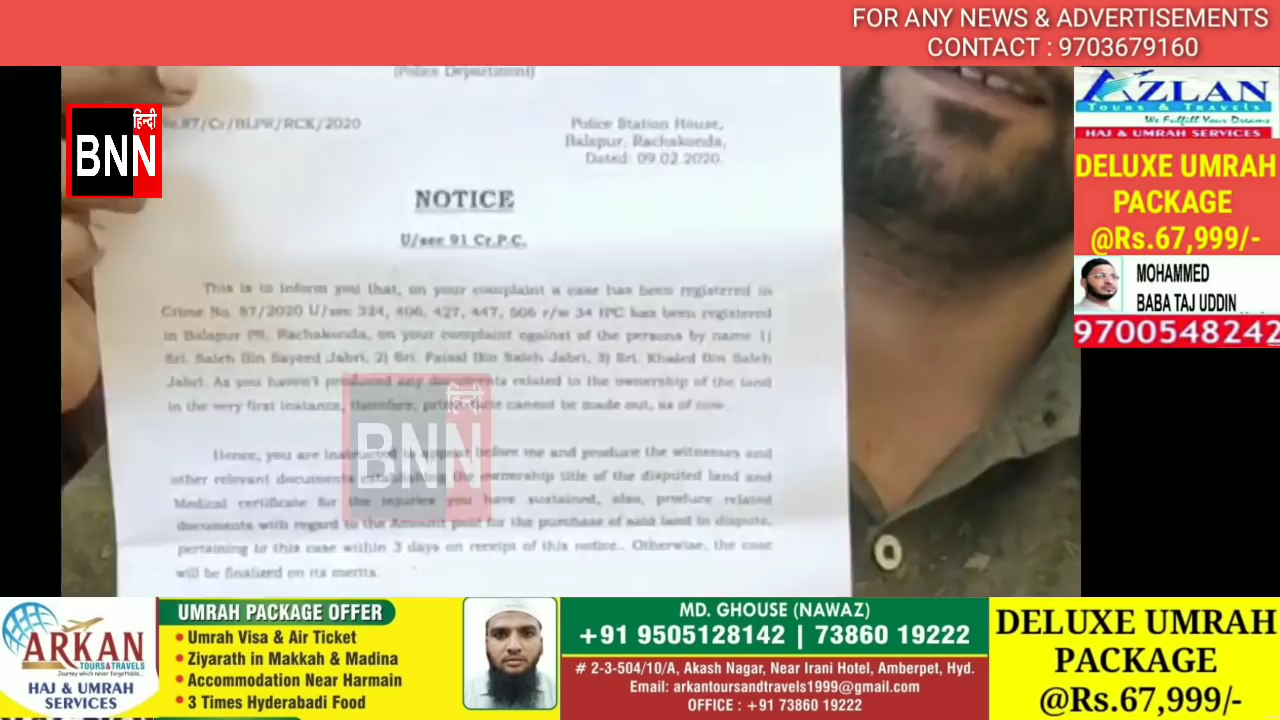 FOR ANY NEWS & ADVERTISEMENTS
CONTACT : 9703679160
हिन्दी
BNN
(Police Department)
No.87/Cr/BLPR/RCK/2020
Police Station House,
Balapur, Rachakonda,
Dated: 09.02.2020.
NOTICE
U/sec 91 Cr.P.C.
This is to inform you that, on your complaint a case has been registered in
Crime No. 87/2020 U/sec 324, 406, 427, 447, 506 r/w 34 IPC has been registered
in Balapur PS, Rachakonda, on your complaint against of the persons by name 1)
Sri. Saleh Bin Sayeed Jabri, 2) Sri. Faisal Bin Saleh Jabri, 3) Sri. Khaled Bin Saleh
Jabri. As you haven't produced any documents related to the ownership of the land
in the very first instance, therefore, prima facie cannot be made out, as of now.
Hence, you are instructed to appear before me and produce the witnesses and
other relevant documents establishing the ownership title of the disputed land and
Medical certificate for the injuries you have sustained, also, produce related
documents with regard to the Amount paid for the purchase of said land in dispute,
pertaining to this case within 3 days on receipt of this notice.. Otherwise, the case
will be finalized on its merits.
हिन्दी
BNN
AZLAN
TOURS & TRAVELS
We Fulfill Your Dreams
HAJ & UMRAH SERVICES
DELUXE UMRAH
PACKAGE
@Rs.67,999/-
MOHAMMED
BABA TAJ UDDIN
9700548242
ARKAN
TOURS&TRAVELS
Journey which never forgettable...
HAJ & UMRAH
SERVICES
UMRAH PACKAGE OFFER
• Umrah Visa & Air Ticket
• Ziyarath in Makkah & Madina
• Accommodation Near Harmain
• 3 Times Hyderabadi Food
MD. GHOUSE (NAWAZ)
+91 9505128142 | 73860 19222
# 2-3-504/10/A, Akash Nagar, Near Irani Hotel, Amberpet, Hyd.
Email: arkantoursandtravels1999@gmail.com
OFFICE : +91 73860 19222
DELUXE UMRAH
PACKAGE
@Rs.67,999/-